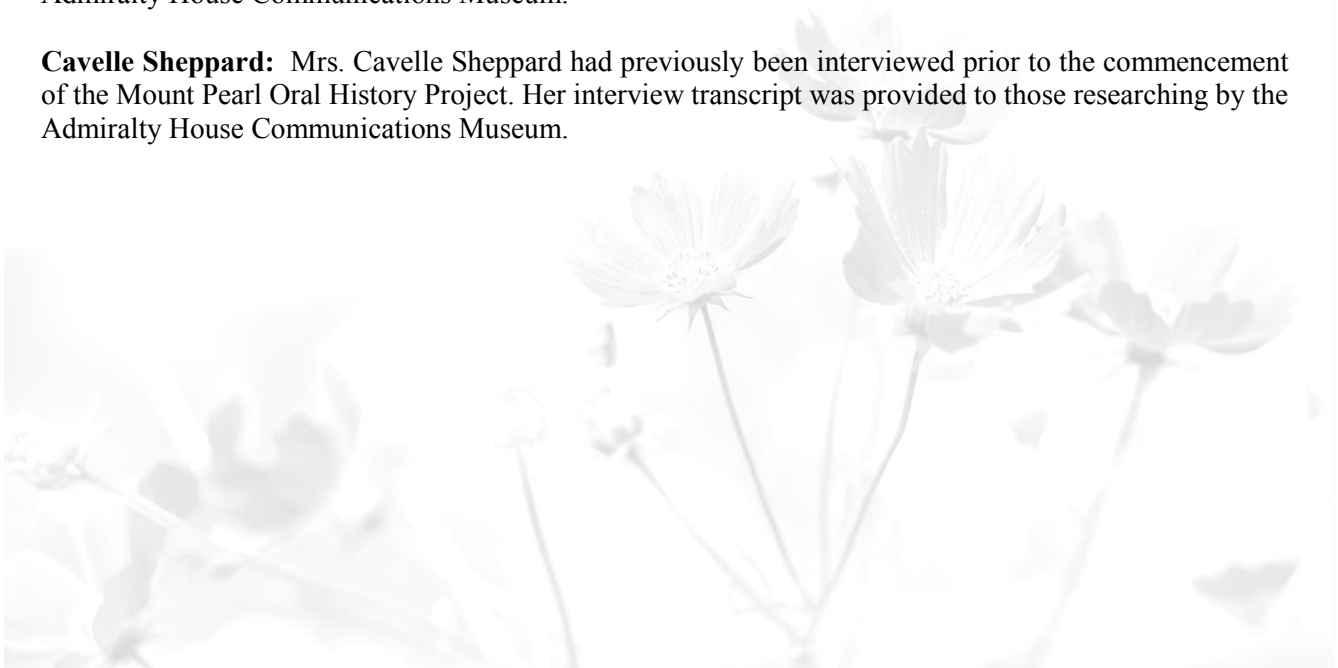 Admiralty House Communications Museum.
Cavelle Sheppard: Mrs. Cavelle Sheppard had previously been interviewed prior to the commencement
of the Mount Pearl Oral History Project. Her interview transcript was provided to those researching by the
Admiralty House Communications Museum.